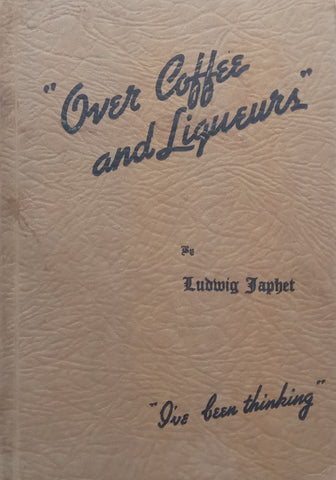 "Over Coffee
and Liqueurs"
By
Ludwig Japhet
"I've been thinking"